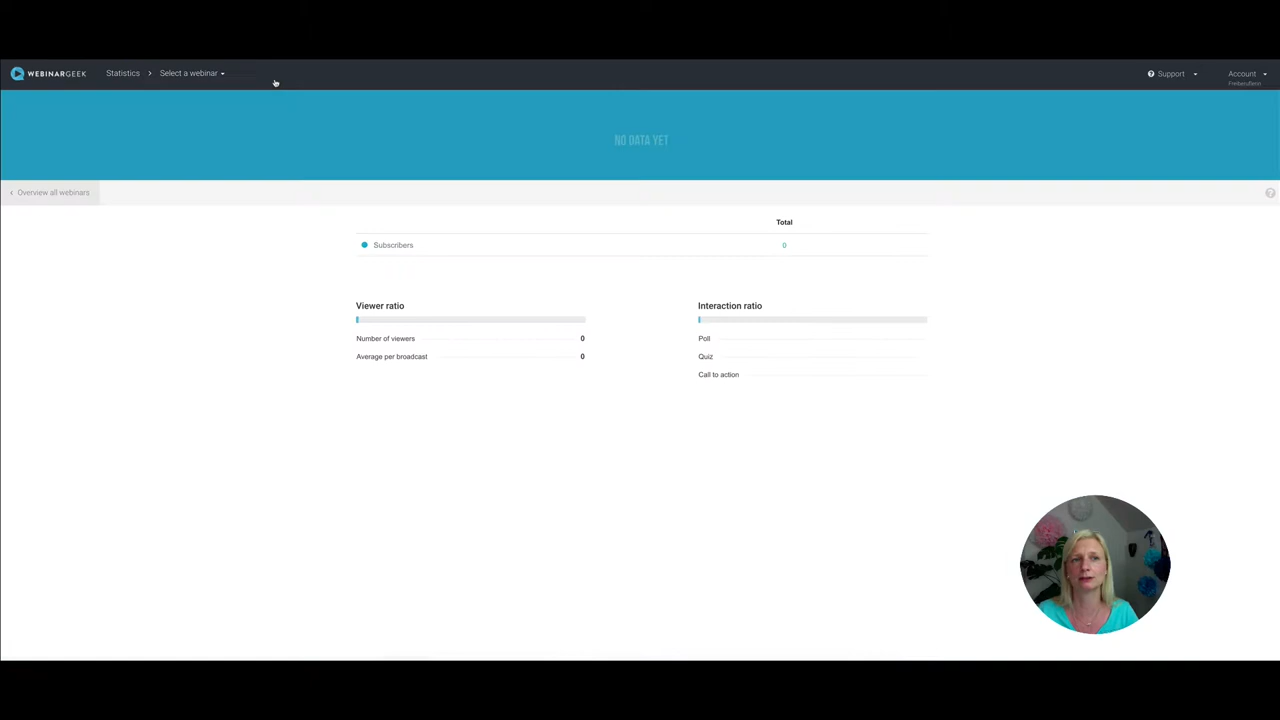 WEBINARGEEK Statistics > Select a webinar Support Account
Freiberuflerin
NO DATA YET
Overview all webinars
Total
Subscribers 0
Viewer ratio Interaction ratio
Number of viewers 0 Poll
Average per broadcast 0 Quiz
Call to action